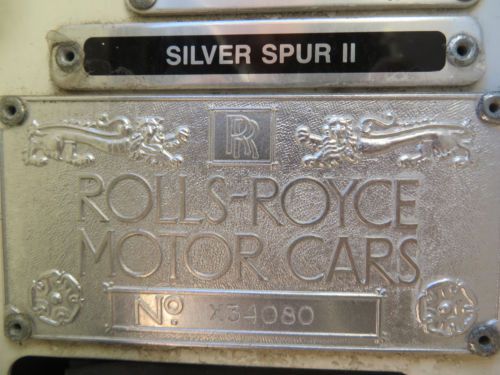 SILVER SPUR II
RR
ROLLS-ROYCE
MOTOR CARS
No. X34080